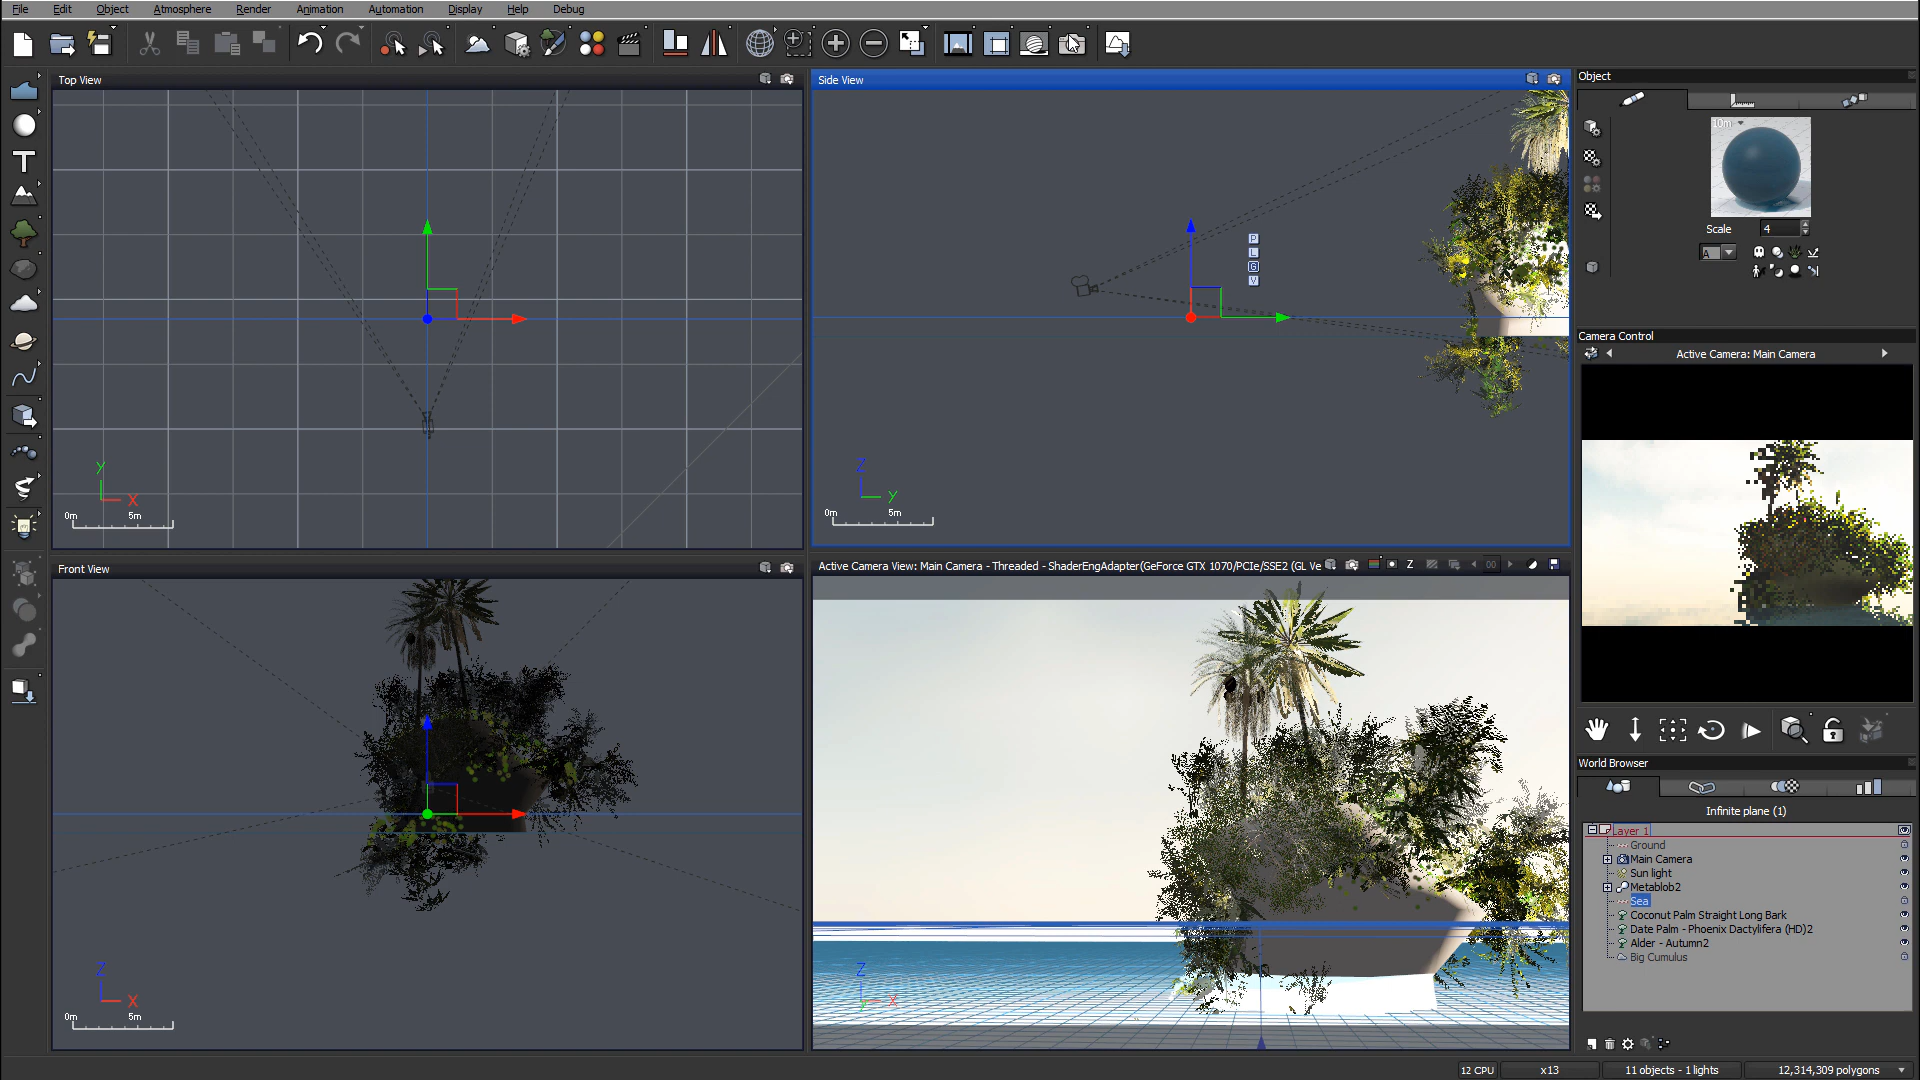 File Edit Object Atmosphere Render Animation Automation Display Help Debug
Top View
Side View
Object
10m
Scale 4
A
P
L
G
V
Camera Control
Active Camera: Main Camera
Y
X
0m 5m
Z
Y
0m 5m
Front View
Active Camera View: Main Camera - Threaded - ShaderEngAdapter(GeForce GTX 1070/PCIe/SSE2 (GL Ve
Z
00
World Browser
Infinite plane (1)
Layer 1
Ground
Main Camera
Sun light
Metablob2
Sea
Coconut Palm Straight Long Bark
Date Palm - Phoenix Dactylifera (HD)2
Alder - Autumn2
Big Cumulus
Z
X
0m 5m
Z
Y
X
12 CPU x13 11 objects - 1 lights 12,314,309 polygons